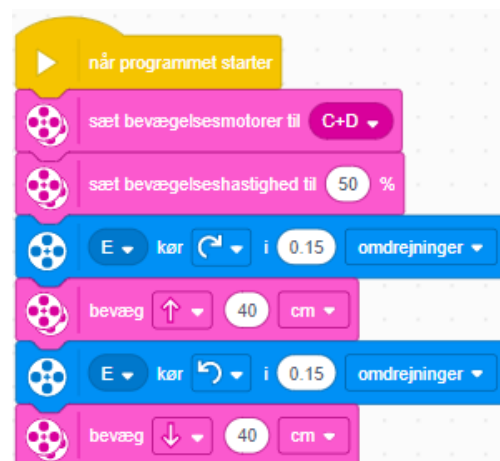 når programmet starter
sæt bevægelsesmotorer til C+D
sæt bevægelseshastighed til 50 %
E kør i 0.15 omdrejninger
bevæg 40 cm
E kør i 0.15 omdrejninger
bevæg 40 cm